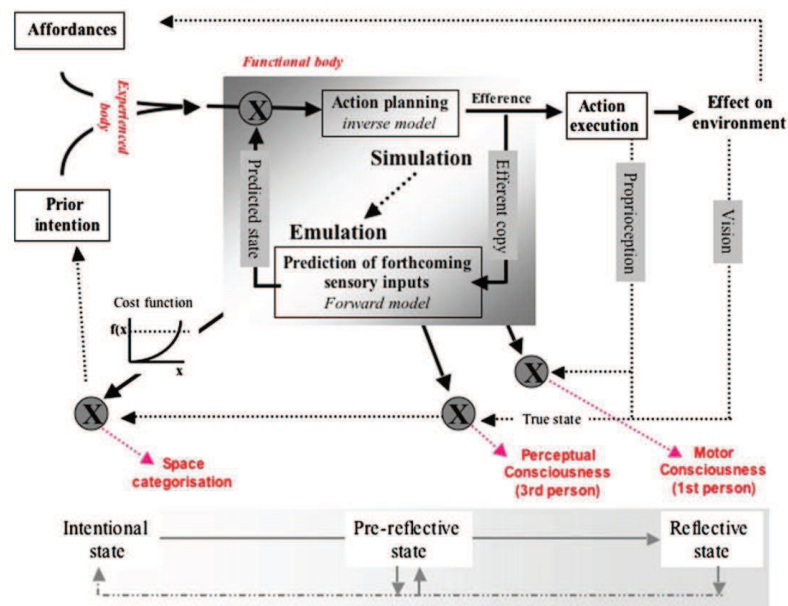 Affordances
Functional body
Experienced
body
X
Action planning
inverse model
Efference
Action
execution
Effect on
environment
Simulation
Predicted state
Efferent copy
Proprioception
Vision
Prior
intention
Emulation
Prediction of forthcoming
sensory inputs
Forward model
Cost function
f(x
x
X
X
X
True state
Space
categorisation
Perceptual
Consciousness
(3rd person)
Motor
Consciousness
(1st person)
Intentional
state
Pre-reflective
state
Reflective
state